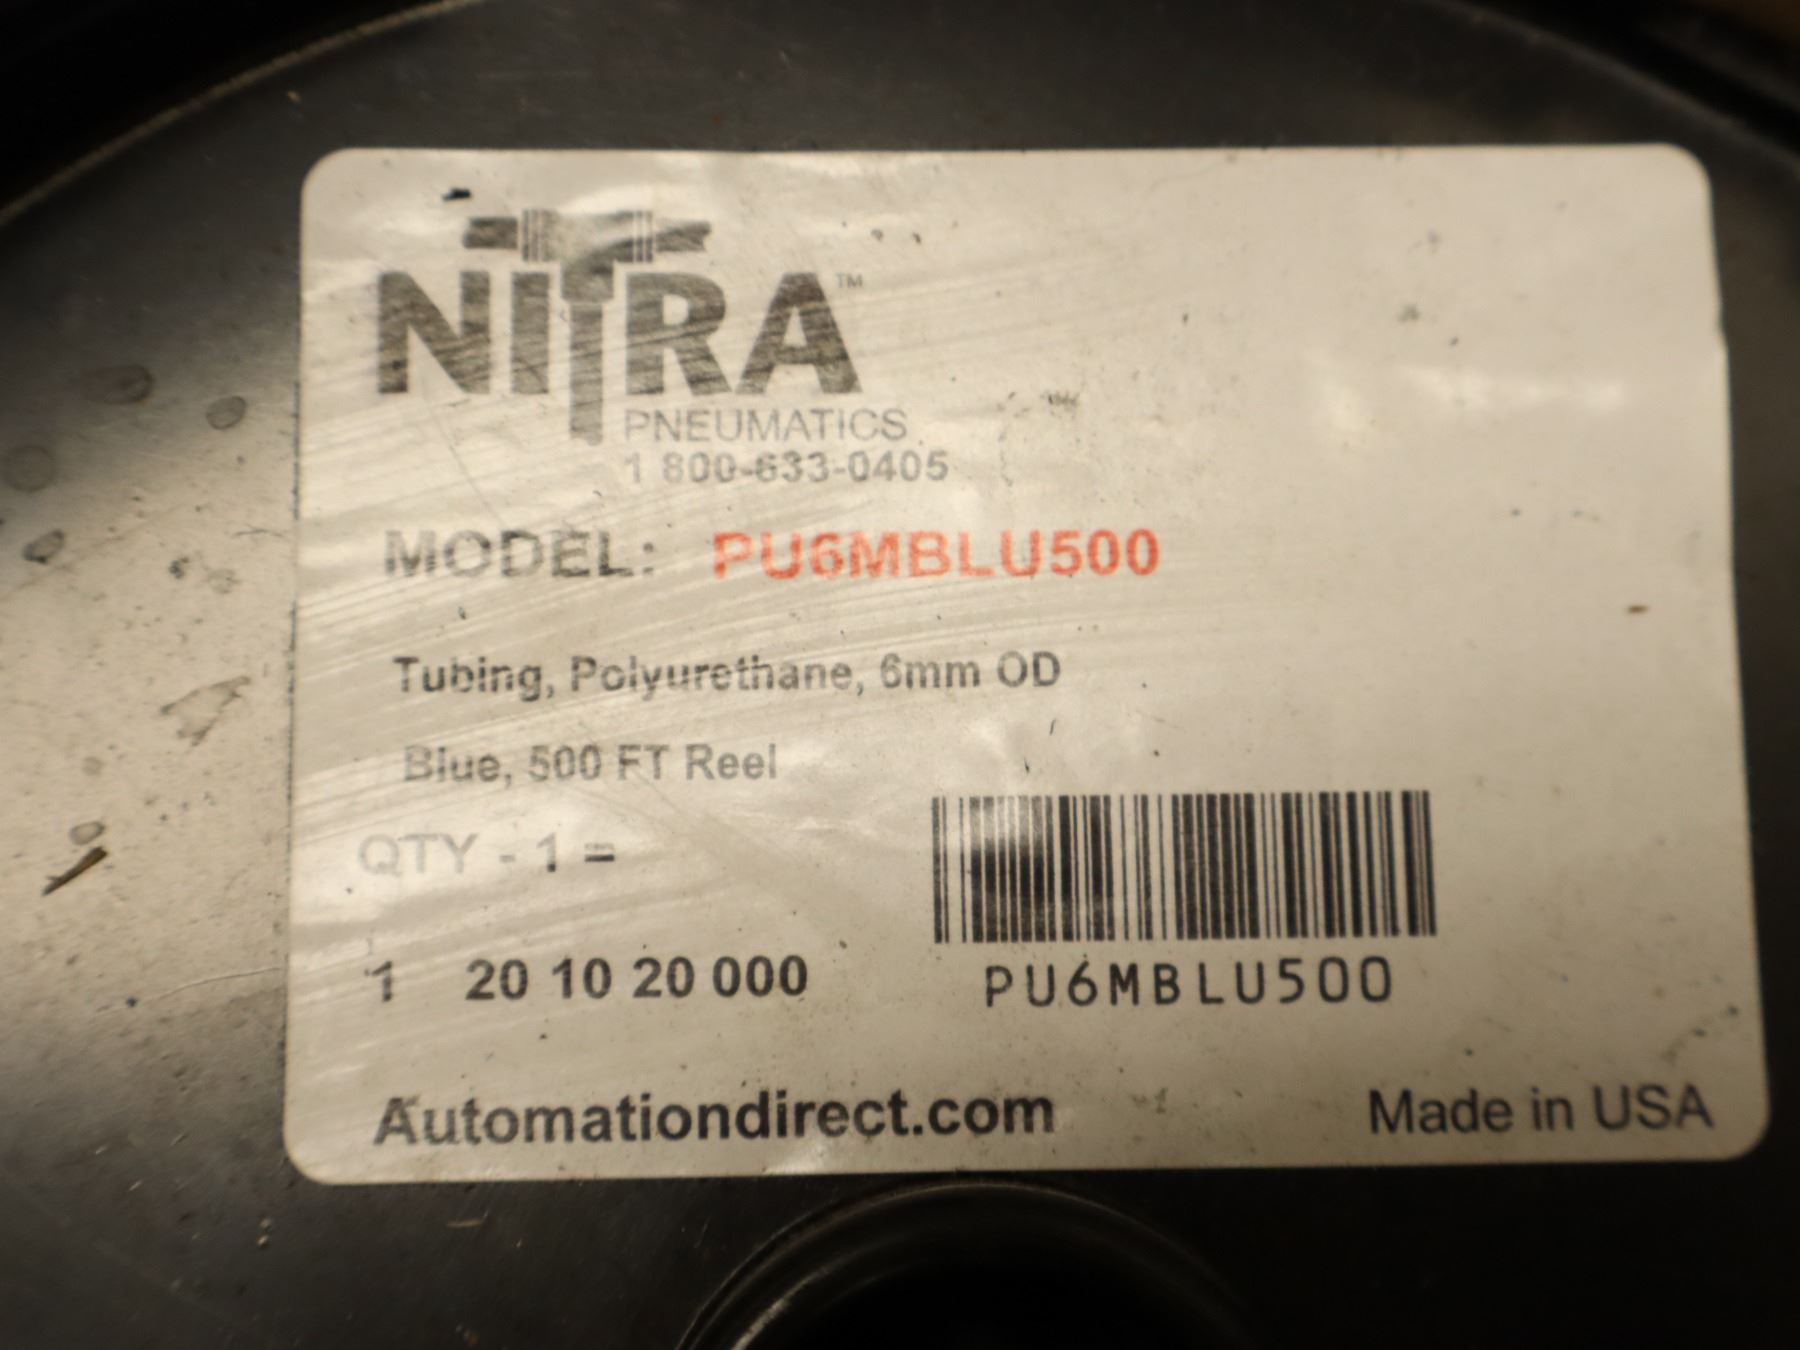 NITRA™
PNEUMATICS
1 800-633-0405
MODEL: PU6MBLU500
Tubing, Polyurethane, 6mm OD
Blue, 500 FT Reel
QTY - 1 =
1 20 10 20 000
PU6MBLU500
Automationdirect.com
Made in USA